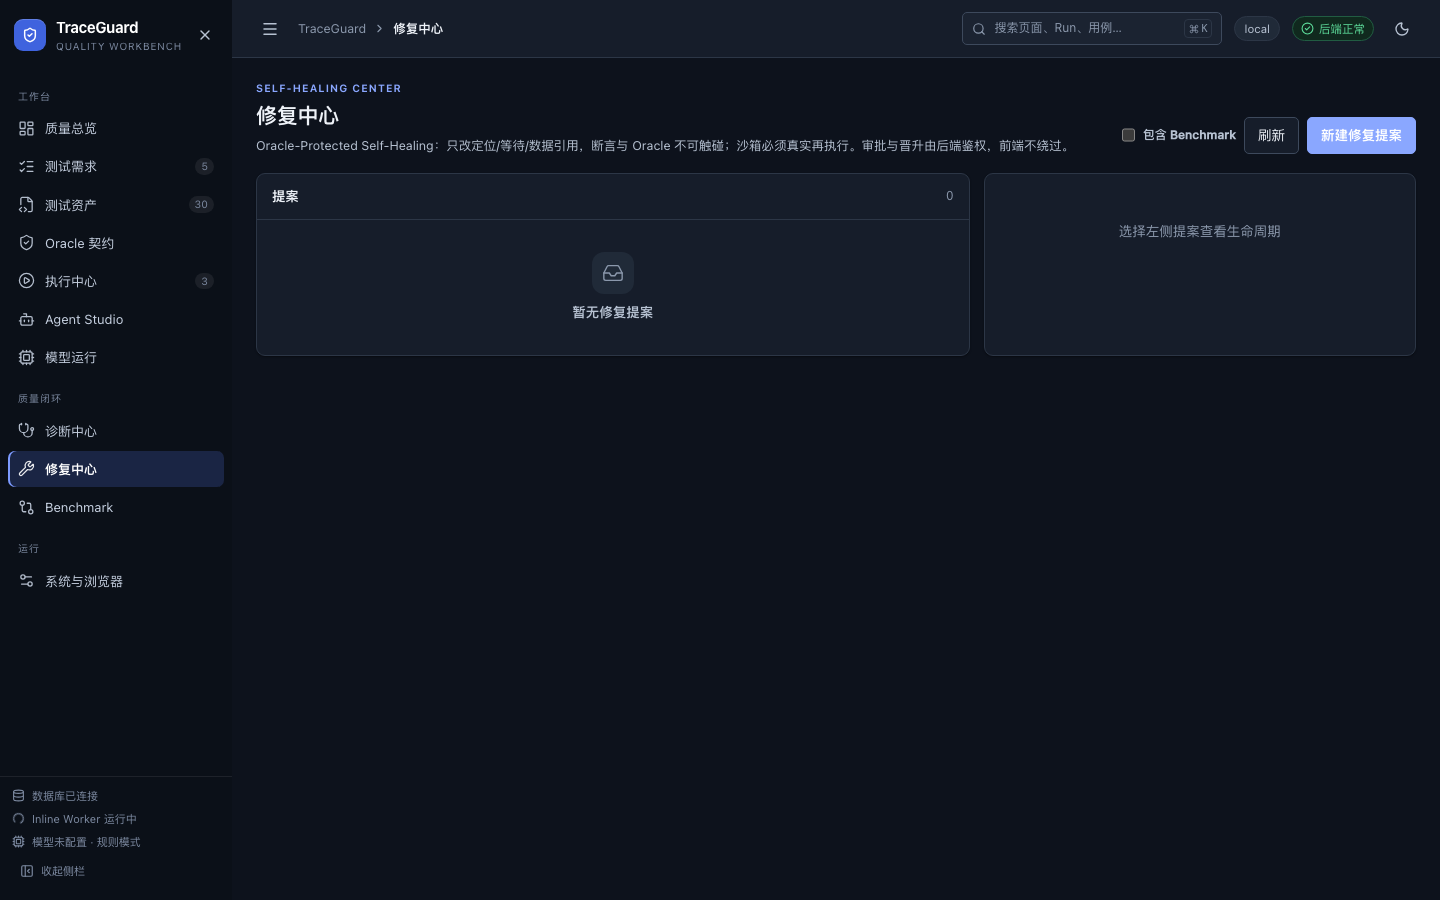 TraceGuard
QUALITY WORKBENCH
工作台
质量总览
测试需求 5
测试资产 30
Oracle 契约
执行中心 3
Agent Studio
模型运行
质量闭环
诊断中心
修复中心
Benchmark
运行
系统与浏览器
数据库已连接
Inline Worker 运行中
模型未配置 · 规则模式
收起侧栏
TraceGuard > 修复中心
搜索页面、Run、用例... ⌘ K
local
后端正常
SELF-HEALING CENTER
修复中心
Oracle-Protected Self-Healing：只改定位/等待/数据引用，断言与 Oracle 不可触碰；沙箱必须真实再执行。审批与晋升由后端鉴权，前端不绕过。
包含 Benchmark
刷新
新建修复提案
提案 0
暂无修复提案
选择左侧提案查看生命周期